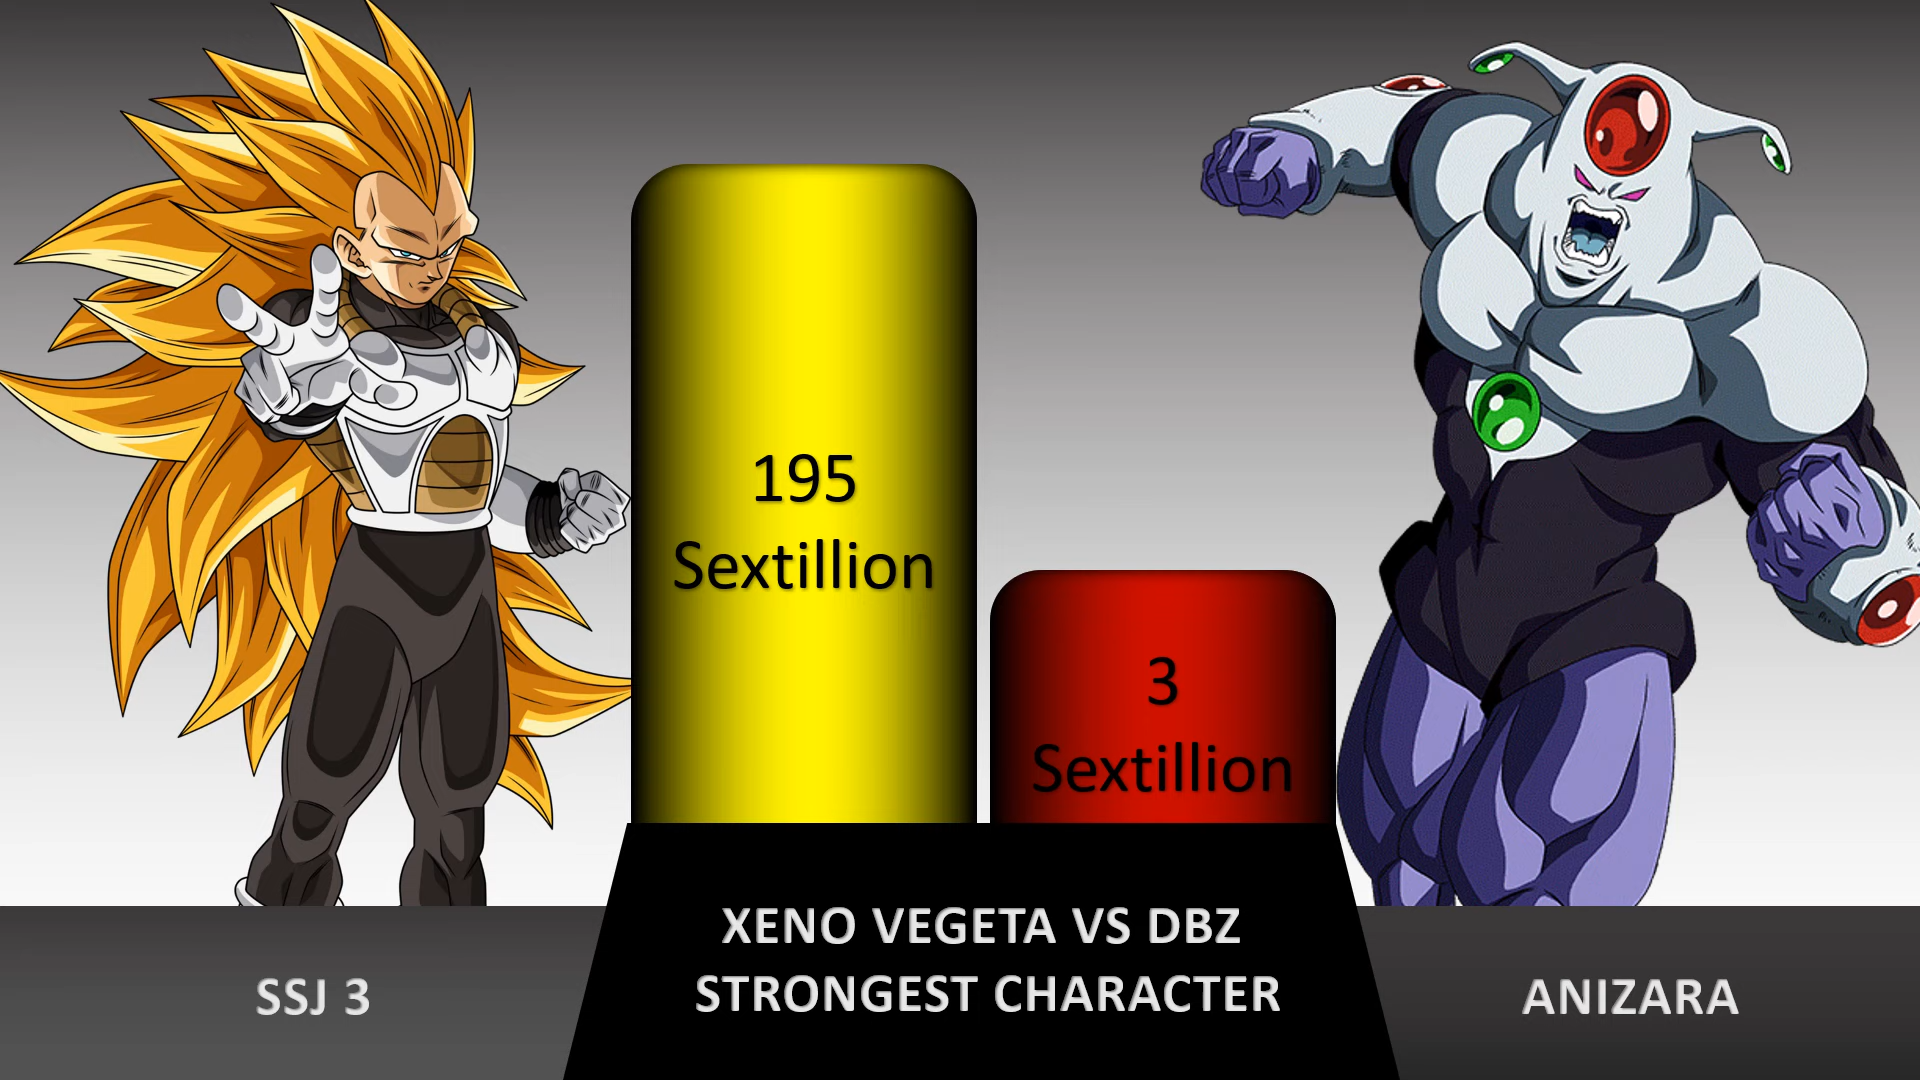 195
Sextillion
3
Sextillion
XENO VEGETA VS DBZ
STRONGEST CHARACTER
SSJ 3
ANIZARA